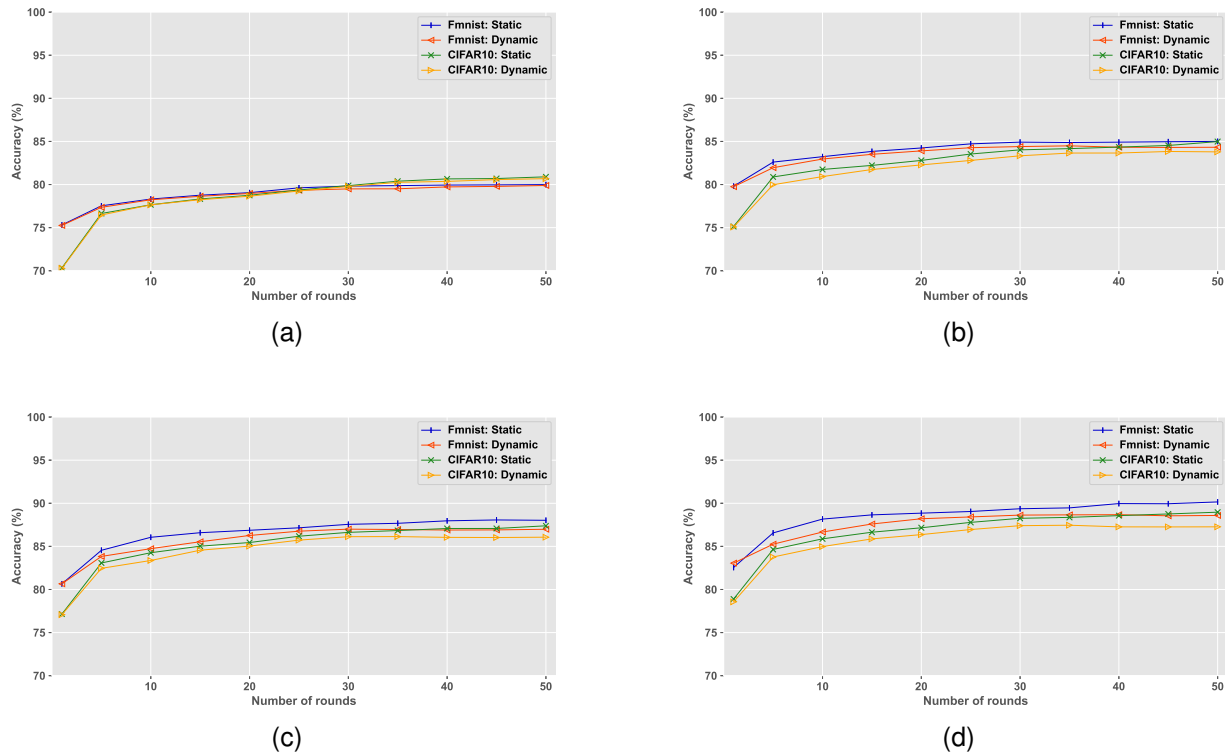 100
95
90
85
80
75
70
Accuracy (%)
Fmnist: Static
Fmnist: Dynamic
CIFAR10: Static
CIFAR10: Dynamic
10
20
30
40
50
Number of rounds
(a)
100
95
90
85
80
75
70
Accuracy (%)
Fmnist: Static
Fmnist: Dynamic
CIFAR10: Static
CIFAR10: Dynamic
10
20
30
40
50
Number of rounds
(b)
100
95
90
85
80
75
70
Accuracy (%)
Fmnist: Static
Fmnist: Dynamic
CIFAR10: Static
CIFAR10: Dynamic
10
20
30
40
50
Number of rounds
(c)
100
95
90
85
80
75
70
Accuracy (%)
Fmnist: Static
Fmnist: Dynamic
CIFAR10: Static
CIFAR10: Dynamic
10
20
30
40
50
Number of rounds
(d)